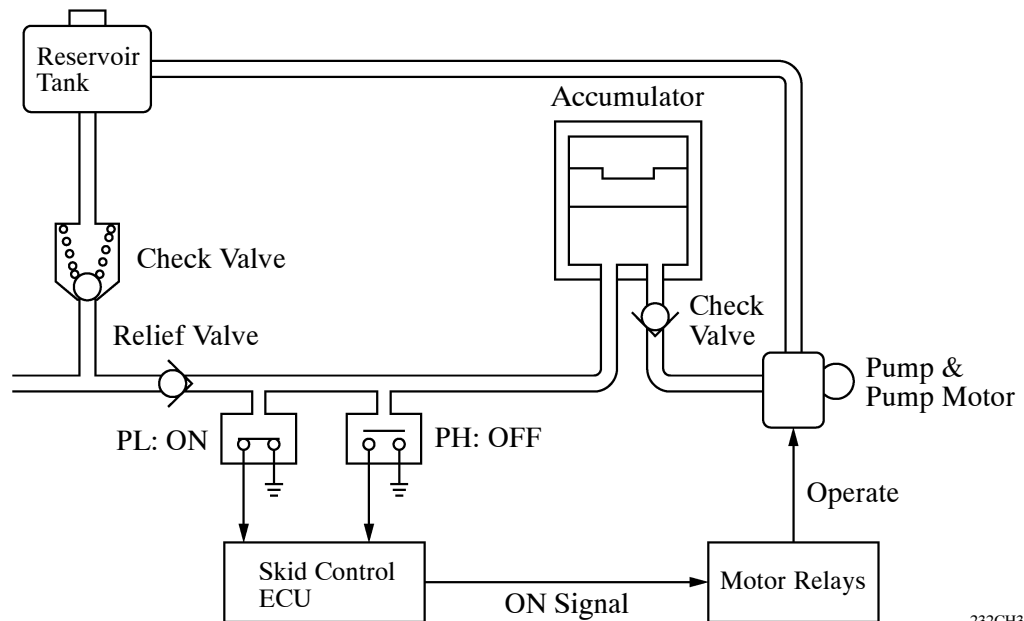 Reservoir
Tank
Accumulator
Check Valve
Check
Valve
Relief Valve
Pump &
Pump Motor
PL: ON
PH: OFF
Operate
Skid Control
ECU
ON Signal
Motor Relays